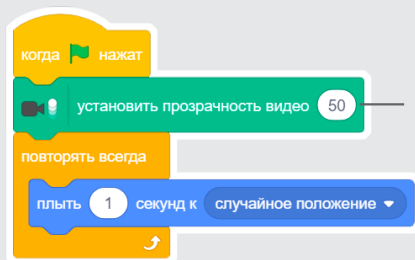 когда нажат
установить прозрачность видео 50
повторять всегда
плыть 1 секунд к случайное положение